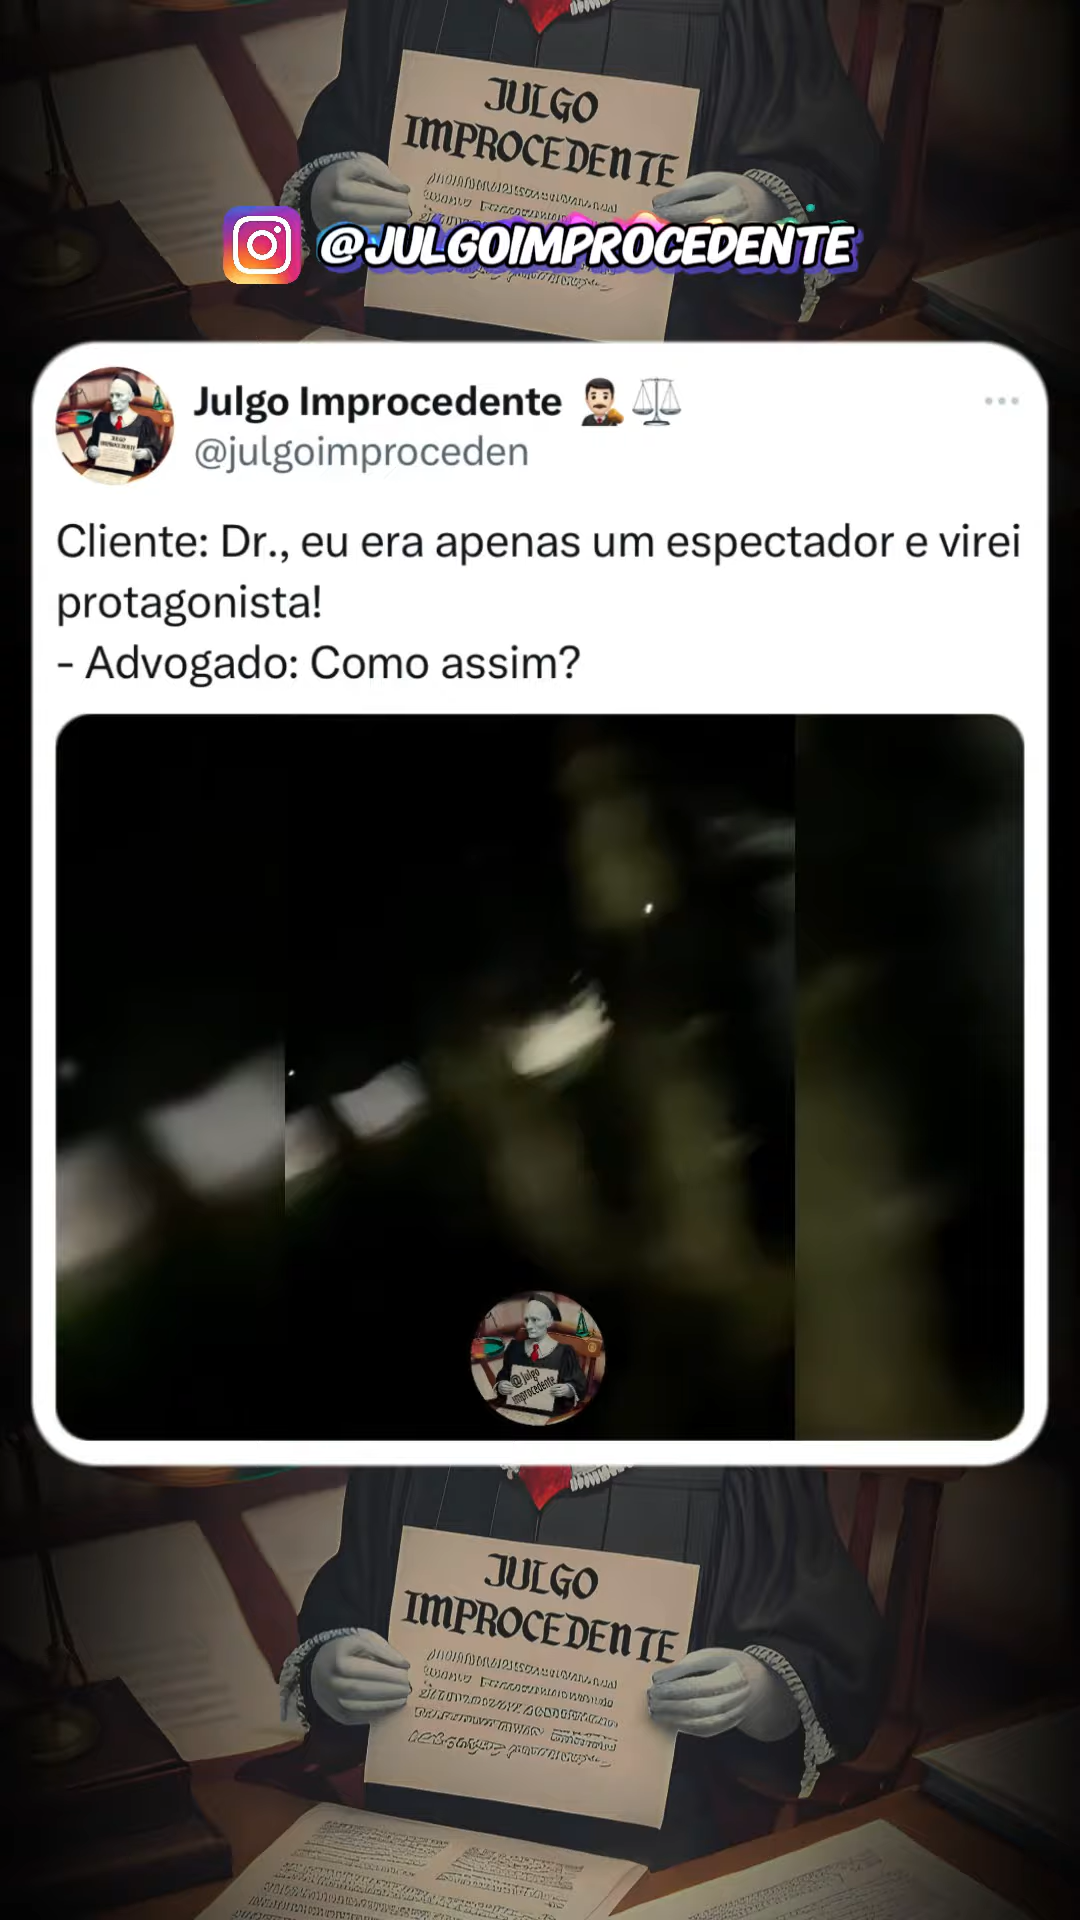 JULGO
IMPROCEDENTE
@JULGOIMPROCEDENTE
Julgo Improcedente
@julgoimproceden
Cliente: Dr., eu era apenas um espectador e virei
protagonista!
- Advogado: Como assim?
@Julgo
Improcedente
JULGO
IMPROCEDENTE